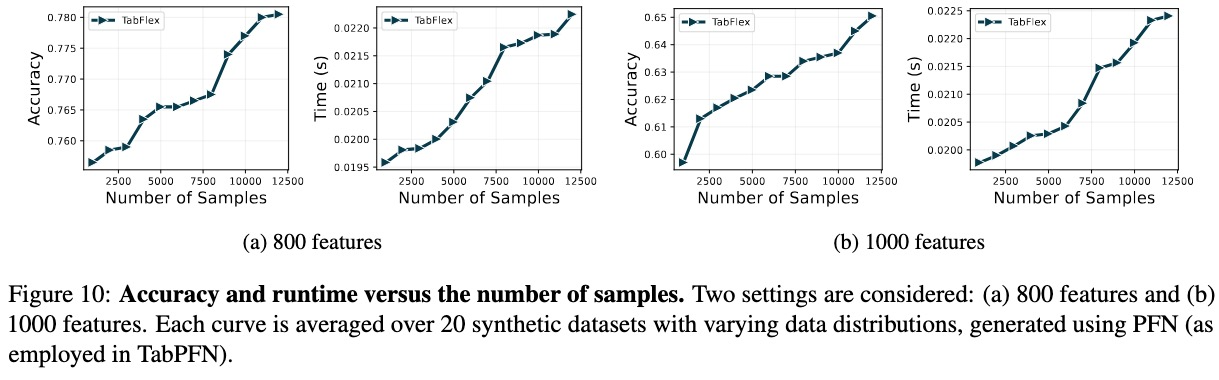 TabFlex
0.780
0.775
0.770
0.765
0.760
Accuracy
2500 5000 7500 10000 12500
Number of Samples
TabFlex
0.0220
0.0215
0.0210
0.0205
0.0200
0.0195
Time (s)
2500 5000 7500 10000 12500
Number of Samples
(a) 800 features
TabFlex
0.65
0.64
0.63
0.62
0.61
0.60
Accuracy
2500 5000 7500 10000 12500
Number of Samples
TabFlex
0.0225
0.0220
0.0215
0.0210
0.0205
0.0200
Time (s)
2500 5000 7500 10000 12500
Number of Samples
(b) 1000 features
Figure 10: Accuracy and runtime versus the number of samples. Two settings are considered: (a) 800 features and (b)
1000 features. Each curve is averaged over 20 synthetic datasets with varying data distributions, generated using PFN (as
employed in TabPFN).